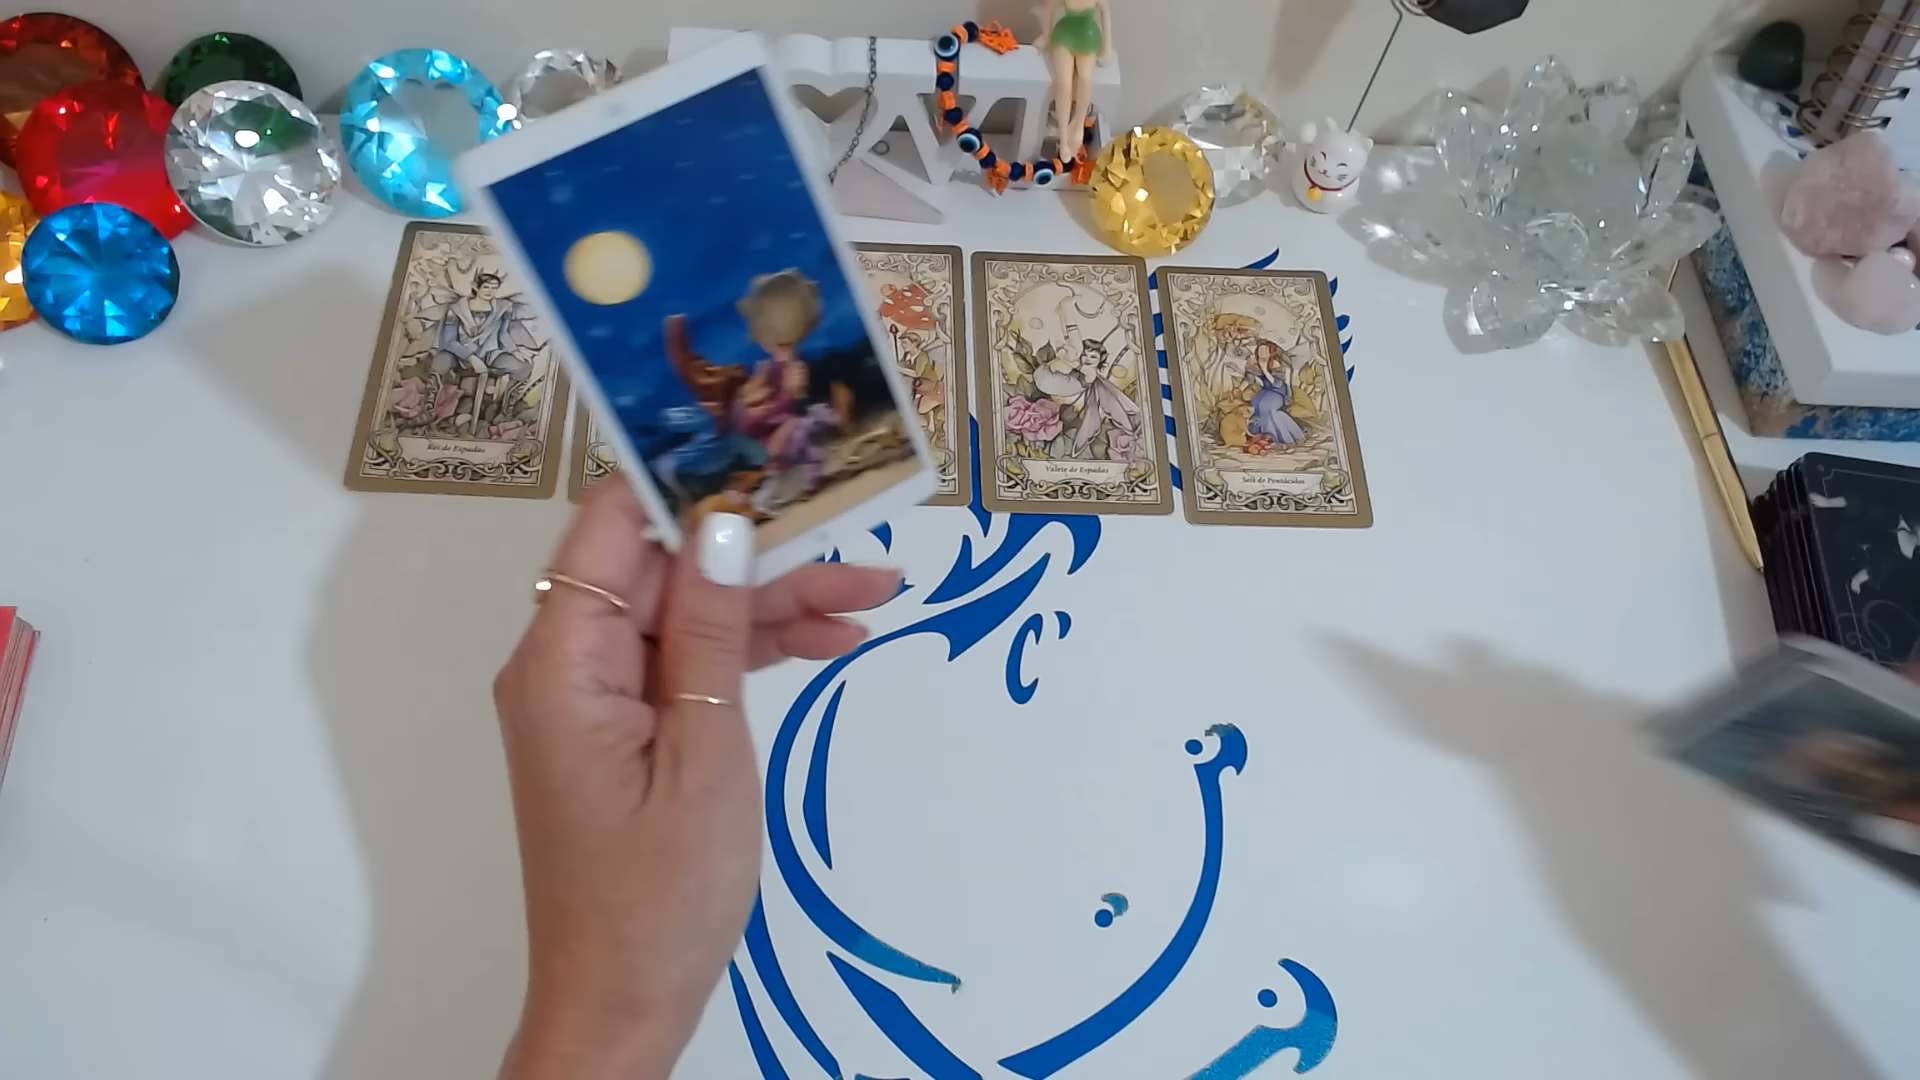 Rei de Espadas
Valete de Espadas
Seis de Pentáculos